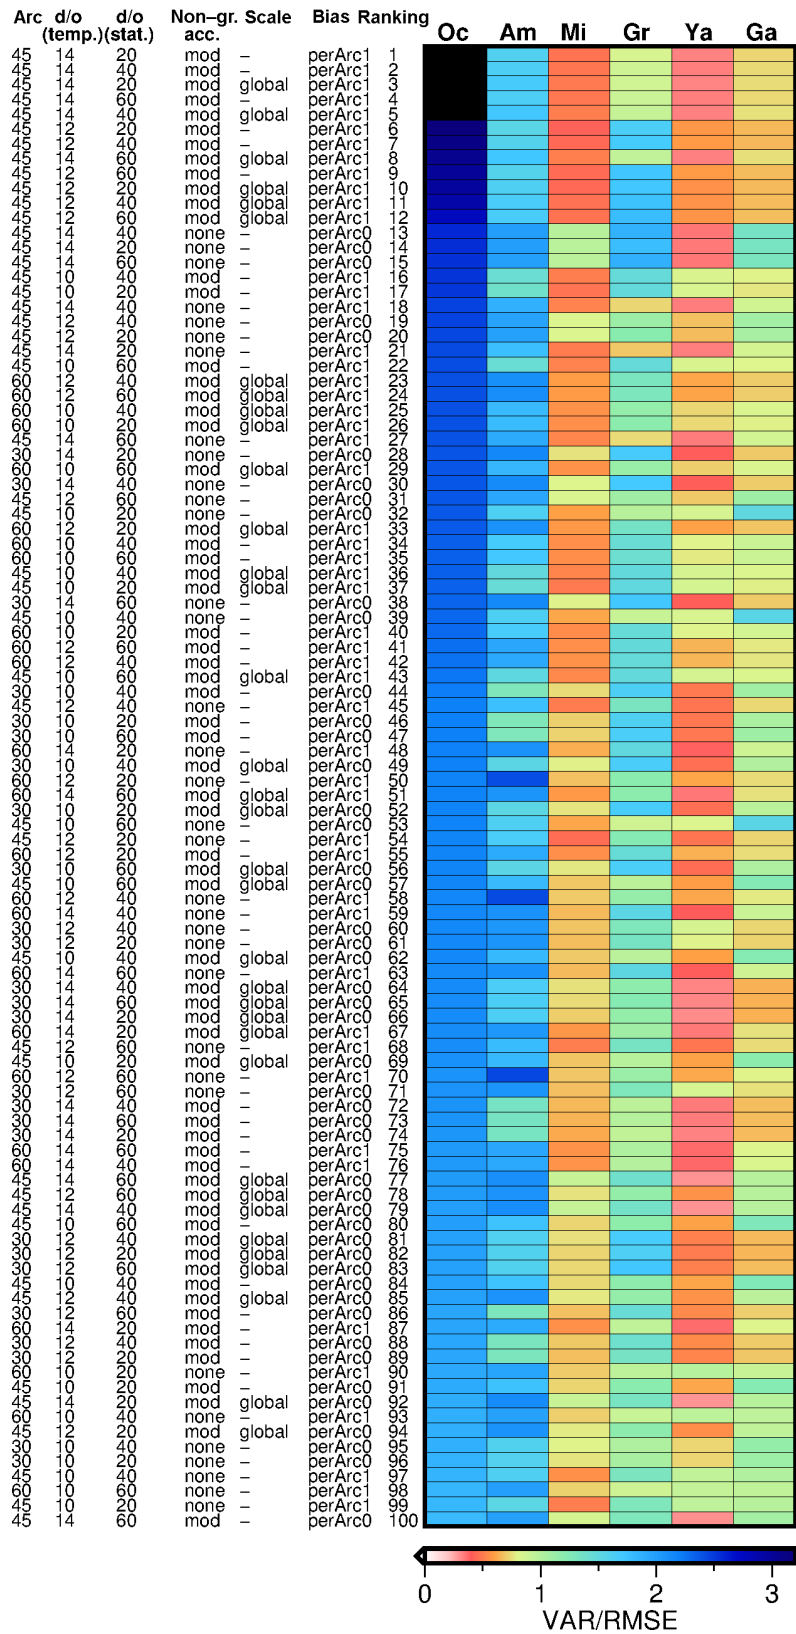 Arc d/o d/o Non–gr. Scale Bias Ranking
(temp.) (stat.) acc.
Oc Am Mi Gr Ya Ga
45 14 20 mod – perArc1 1
45 14 40 mod – perArc1 2
45 14 20 mod global perArc1 3
45 14 60 mod – perArc1 4
45 14 40 mod global perArc1 5
45 12 20 mod – perArc1 6
45 12 40 mod – perArc1 7
45 14 60 mod global perArc1 8
45 12 60 mod – perArc1 9
45 12 20 mod global perArc1 10
45 12 40 mod global perArc1 11
45 12 60 mod global perArc1 12
45 14 40 none – perArc0 13
45 14 20 none – perArc0 14
45 14 60 none – perArc0 15
45 10 40 mod – perArc1 16
45 10 20 mod – perArc1 17
45 14 40 none – perArc1 18
45 12 40 none – perArc0 19
45 12 20 none – perArc0 20
45 14 20 none – perArc1 21
45 10 60 mod – perArc1 22
60 12 40 mod global perArc1 23
60 12 60 mod global perArc1 24
60 10 40 mod global perArc1 25
60 10 20 mod global perArc1 26
45 14 60 none – perArc1 27
30 14 20 none – perArc0 28
60 10 60 mod global perArc1 29
30 14 40 none – perArc0 30
45 12 60 none – perArc0 31
45 10 20 none – perArc0 32
60 12 20 mod global perArc1 33
60 10 40 mod – perArc1 34
60 10 60 mod – perArc1 35
45 10 40 mod global perArc1 36
45 10 20 mod global perArc1 37
30 14 60 none – perArc0 38
45 10 40 none – perArc0 39
60 10 20 mod – perArc1 40
60 12 60 mod – perArc1 41
60 12 40 mod – perArc1 42
45 10 60 mod global perArc1 43
30 10 40 mod – perArc0 44
45 12 40 none – perArc1 45
30 10 20 mod – perArc0 46
30 10 60 mod – perArc0 47
60 14 20 none – perArc1 48
30 10 40 mod global perArc0 49
60 12 20 none – perArc1 50
60 14 60 mod global perArc1 51
30 10 20 mod global perArc0 52
45 10 60 none – perArc0 53
45 12 20 none – perArc1 54
60 12 20 mod – perArc1 55
30 10 60 mod global perArc0 56
45 10 60 mod global perArc0 57
60 12 40 none – perArc1 58
60 14 40 none – perArc1 59
30 12 40 none – perArc0 60
30 12 20 none – perArc0 61
45 10 40 mod global perArc0 62
60 14 60 none – perArc1 63
30 14 40 mod global perArc0 64
30 14 60 mod global perArc0 65
30 14 20 mod global perArc0 66
60 14 20 mod global perArc1 67
45 12 60 none – perArc1 68
45 10 20 mod global perArc0 69
60 12 60 none – perArc1 70
30 12 60 none – perArc0 71
30 14 40 mod – perArc0 72
30 14 60 mod – perArc0 73
30 14 20 mod – perArc0 74
60 14 60 mod – perArc1 75
60 14 40 mod – perArc1 76
45 14 60 mod global perArc0 77
45 12 60 mod global perArc0 78
45 14 40 mod global perArc0 79
45 10 60 mod – perArc0 80
30 12 40 mod global perArc0 81
30 12 20 mod global perArc0 82
30 12 60 mod global perArc0 83
45 10 40 mod – perArc0 84
45 12 40 mod global perArc0 85
30 12 60 mod – perArc0 86
60 14 20 mod – perArc1 87
30 12 40 mod – perArc0 88
30 12 20 mod – perArc0 89
60 10 20 none – perArc1 90
45 10 20 mod – perArc0 91
45 14 20 mod global perArc0 92
60 10 40 none – perArc1 93
45 12 20 mod global perArc0 94
30 10 40 none – perArc0 95
30 10 20 none – perArc0 96
45 10 40 none – perArc1 97
60 10 60 none – perArc1 98
45 10 20 none – perArc1 99
45 14 60 mod – perArc0 100
0 1 2 3
VAR/RMSE